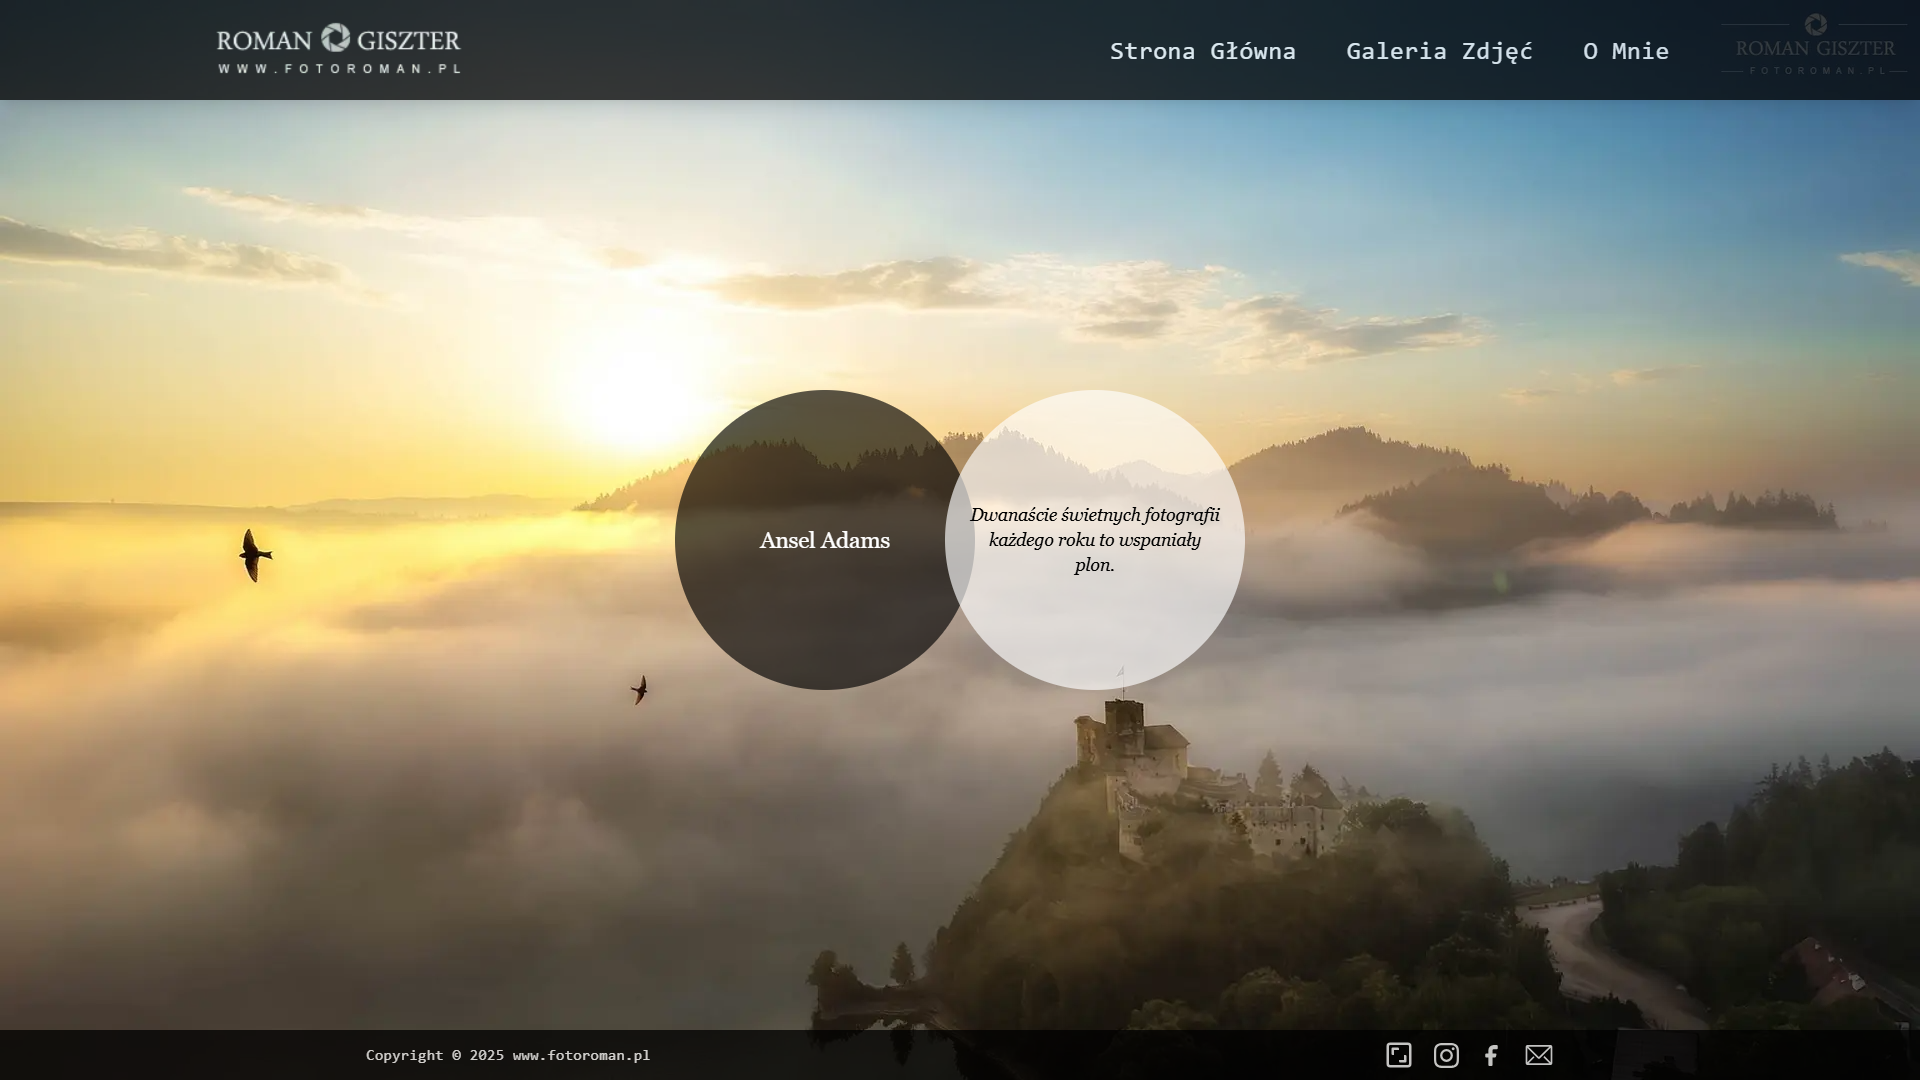 ROMAN GISZTER
WWW.FOTOROMAN.PL
Strona Główna
Galeria Zdjęć
O Mnie
ROMAN GISZTER
FOTOROMAN.PL
Ansel Adams
Dwanaście świetnych fotografii
każdego roku to wspaniały
plon.
Copyright © 2025 www.fotoroman.pl